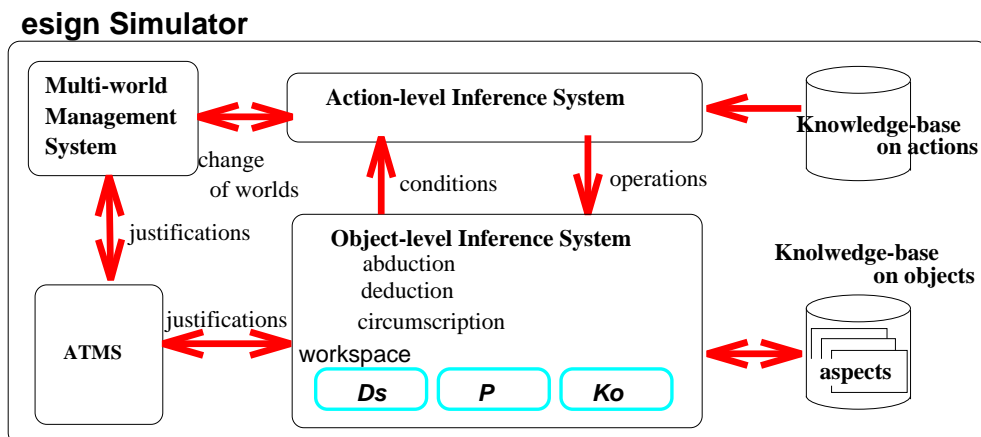 esign Simulator
Multi-world
Management
System
Action-level Inference System
Knowledge-base
on actions
change
of worlds
conditions
operations
justifications
Object-level Inference System
abduction
deduction
circumscription
Knolwedge-base
on objects
ATMS
justifications
workspace
Ds
P
Ko
aspects